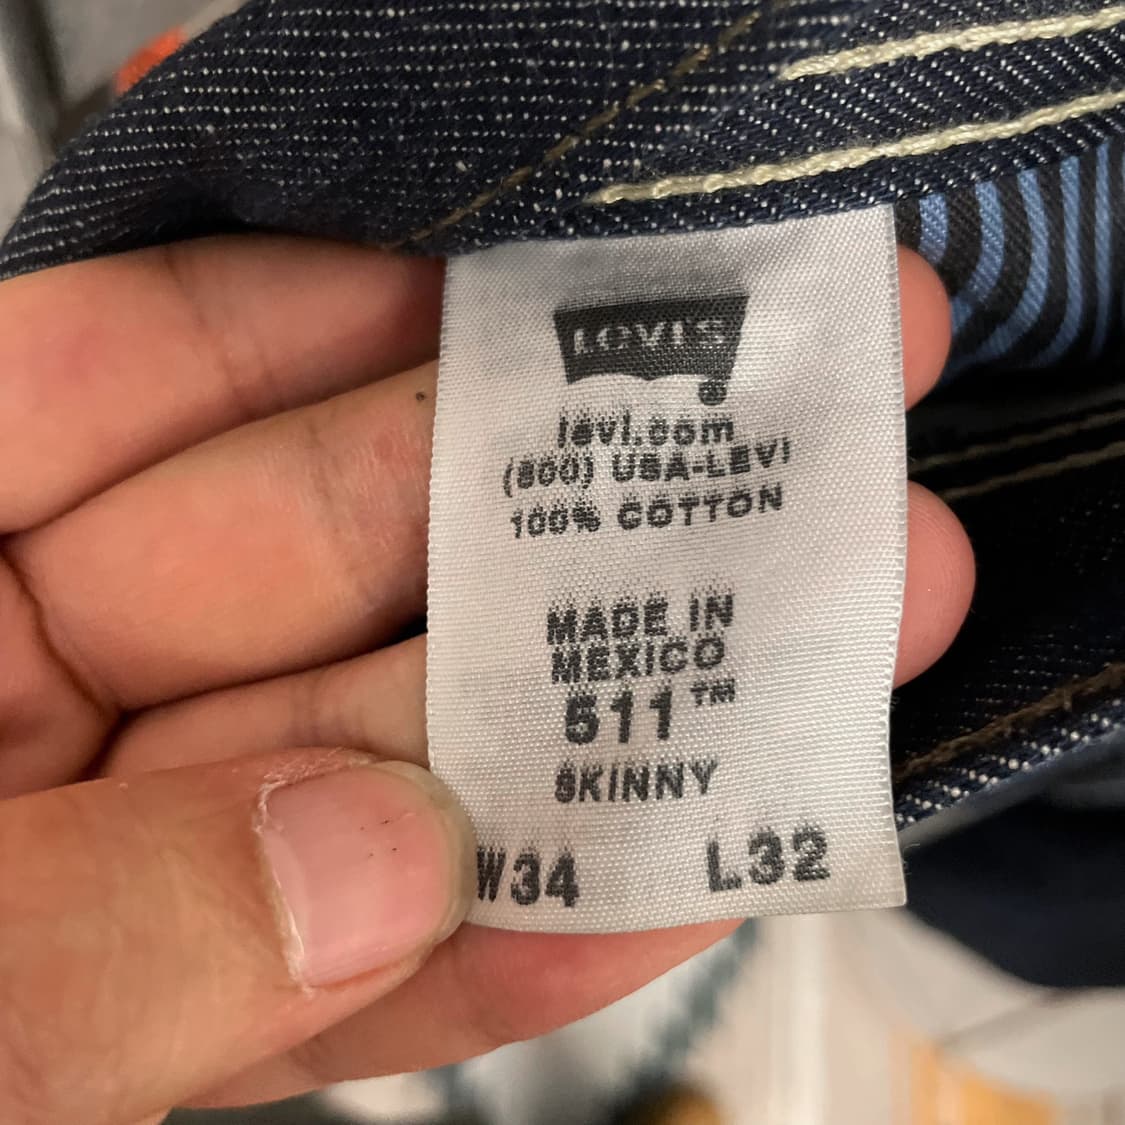 LEVI'S
®
levi.com
(800) USA-LEVI
100% COTTON
MADE IN
MEXICO
511™
SKINNY
W34 L32